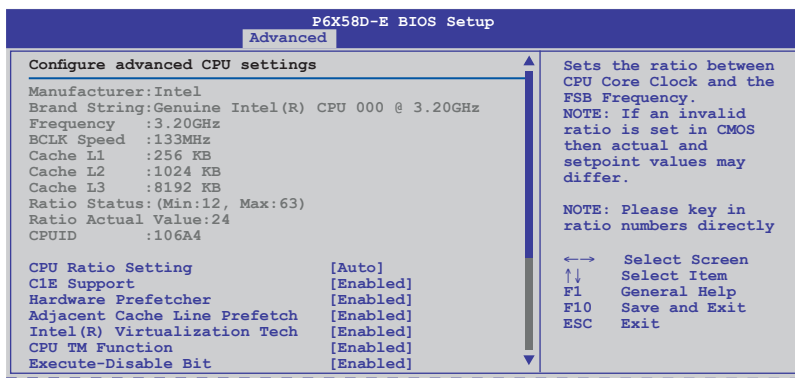 P6X58D-E BIOS Setup
Advanced
Configure advanced CPU settings
Manufacturer:Intel
Brand String:Genuine Intel(R) CPU 000 @ 3.20GHz
Frequency :3.20GHz
BCLK Speed :133MHz
Cache L1 :256 KB
Cache L2 :1024 KB
Cache L3 :8192 KB
Ratio Status:(Min:12, Max:63)
Ratio Actual Value:24
CPUID :106A4
CPU Ratio Setting [Auto]
C1E Support [Enabled]
Hardware Prefetcher [Enabled]
Adjacent Cache Line Prefetch [Enabled]
Intel(R) Virtualization Tech [Enabled]
CPU TM Function [Enabled]
Execute-Disable Bit [Enabled]
Sets the ratio between
CPU Core Clock and the
FSB Frequency.
NOTE: If an invalid
ratio is set in CMOS
then actual and
setpoint values may
differ.
NOTE: Please key in
ratio numbers directly
←→ Select Screen
↑↓ Select Item
F1 General Help
F10 Save and Exit
ESC Exit